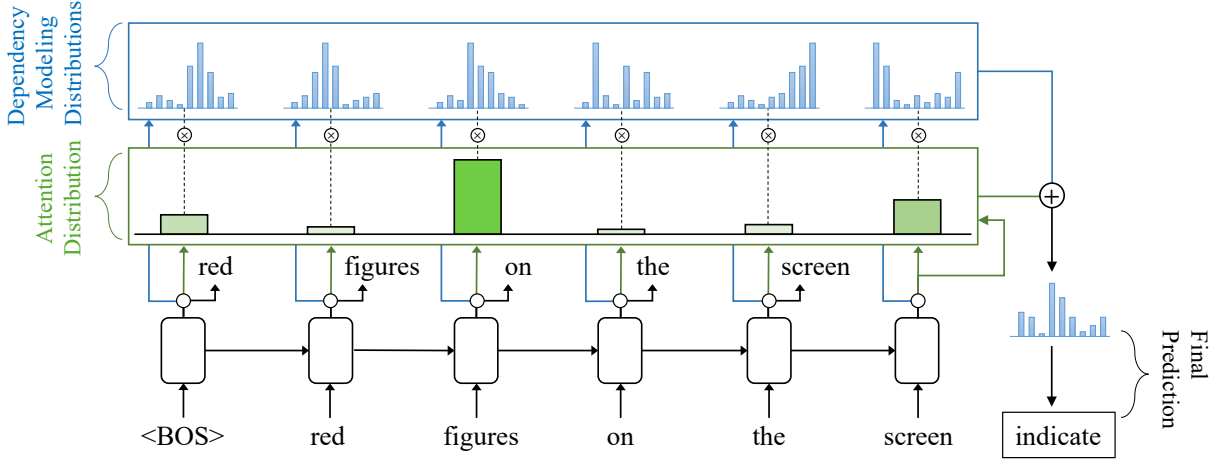 Dependency
Modeling
Distributions
Attention
Distribution
red
figures
on
the
screen
<BOS>
red
figures
on
the
screen
Final
Prediction
indicate